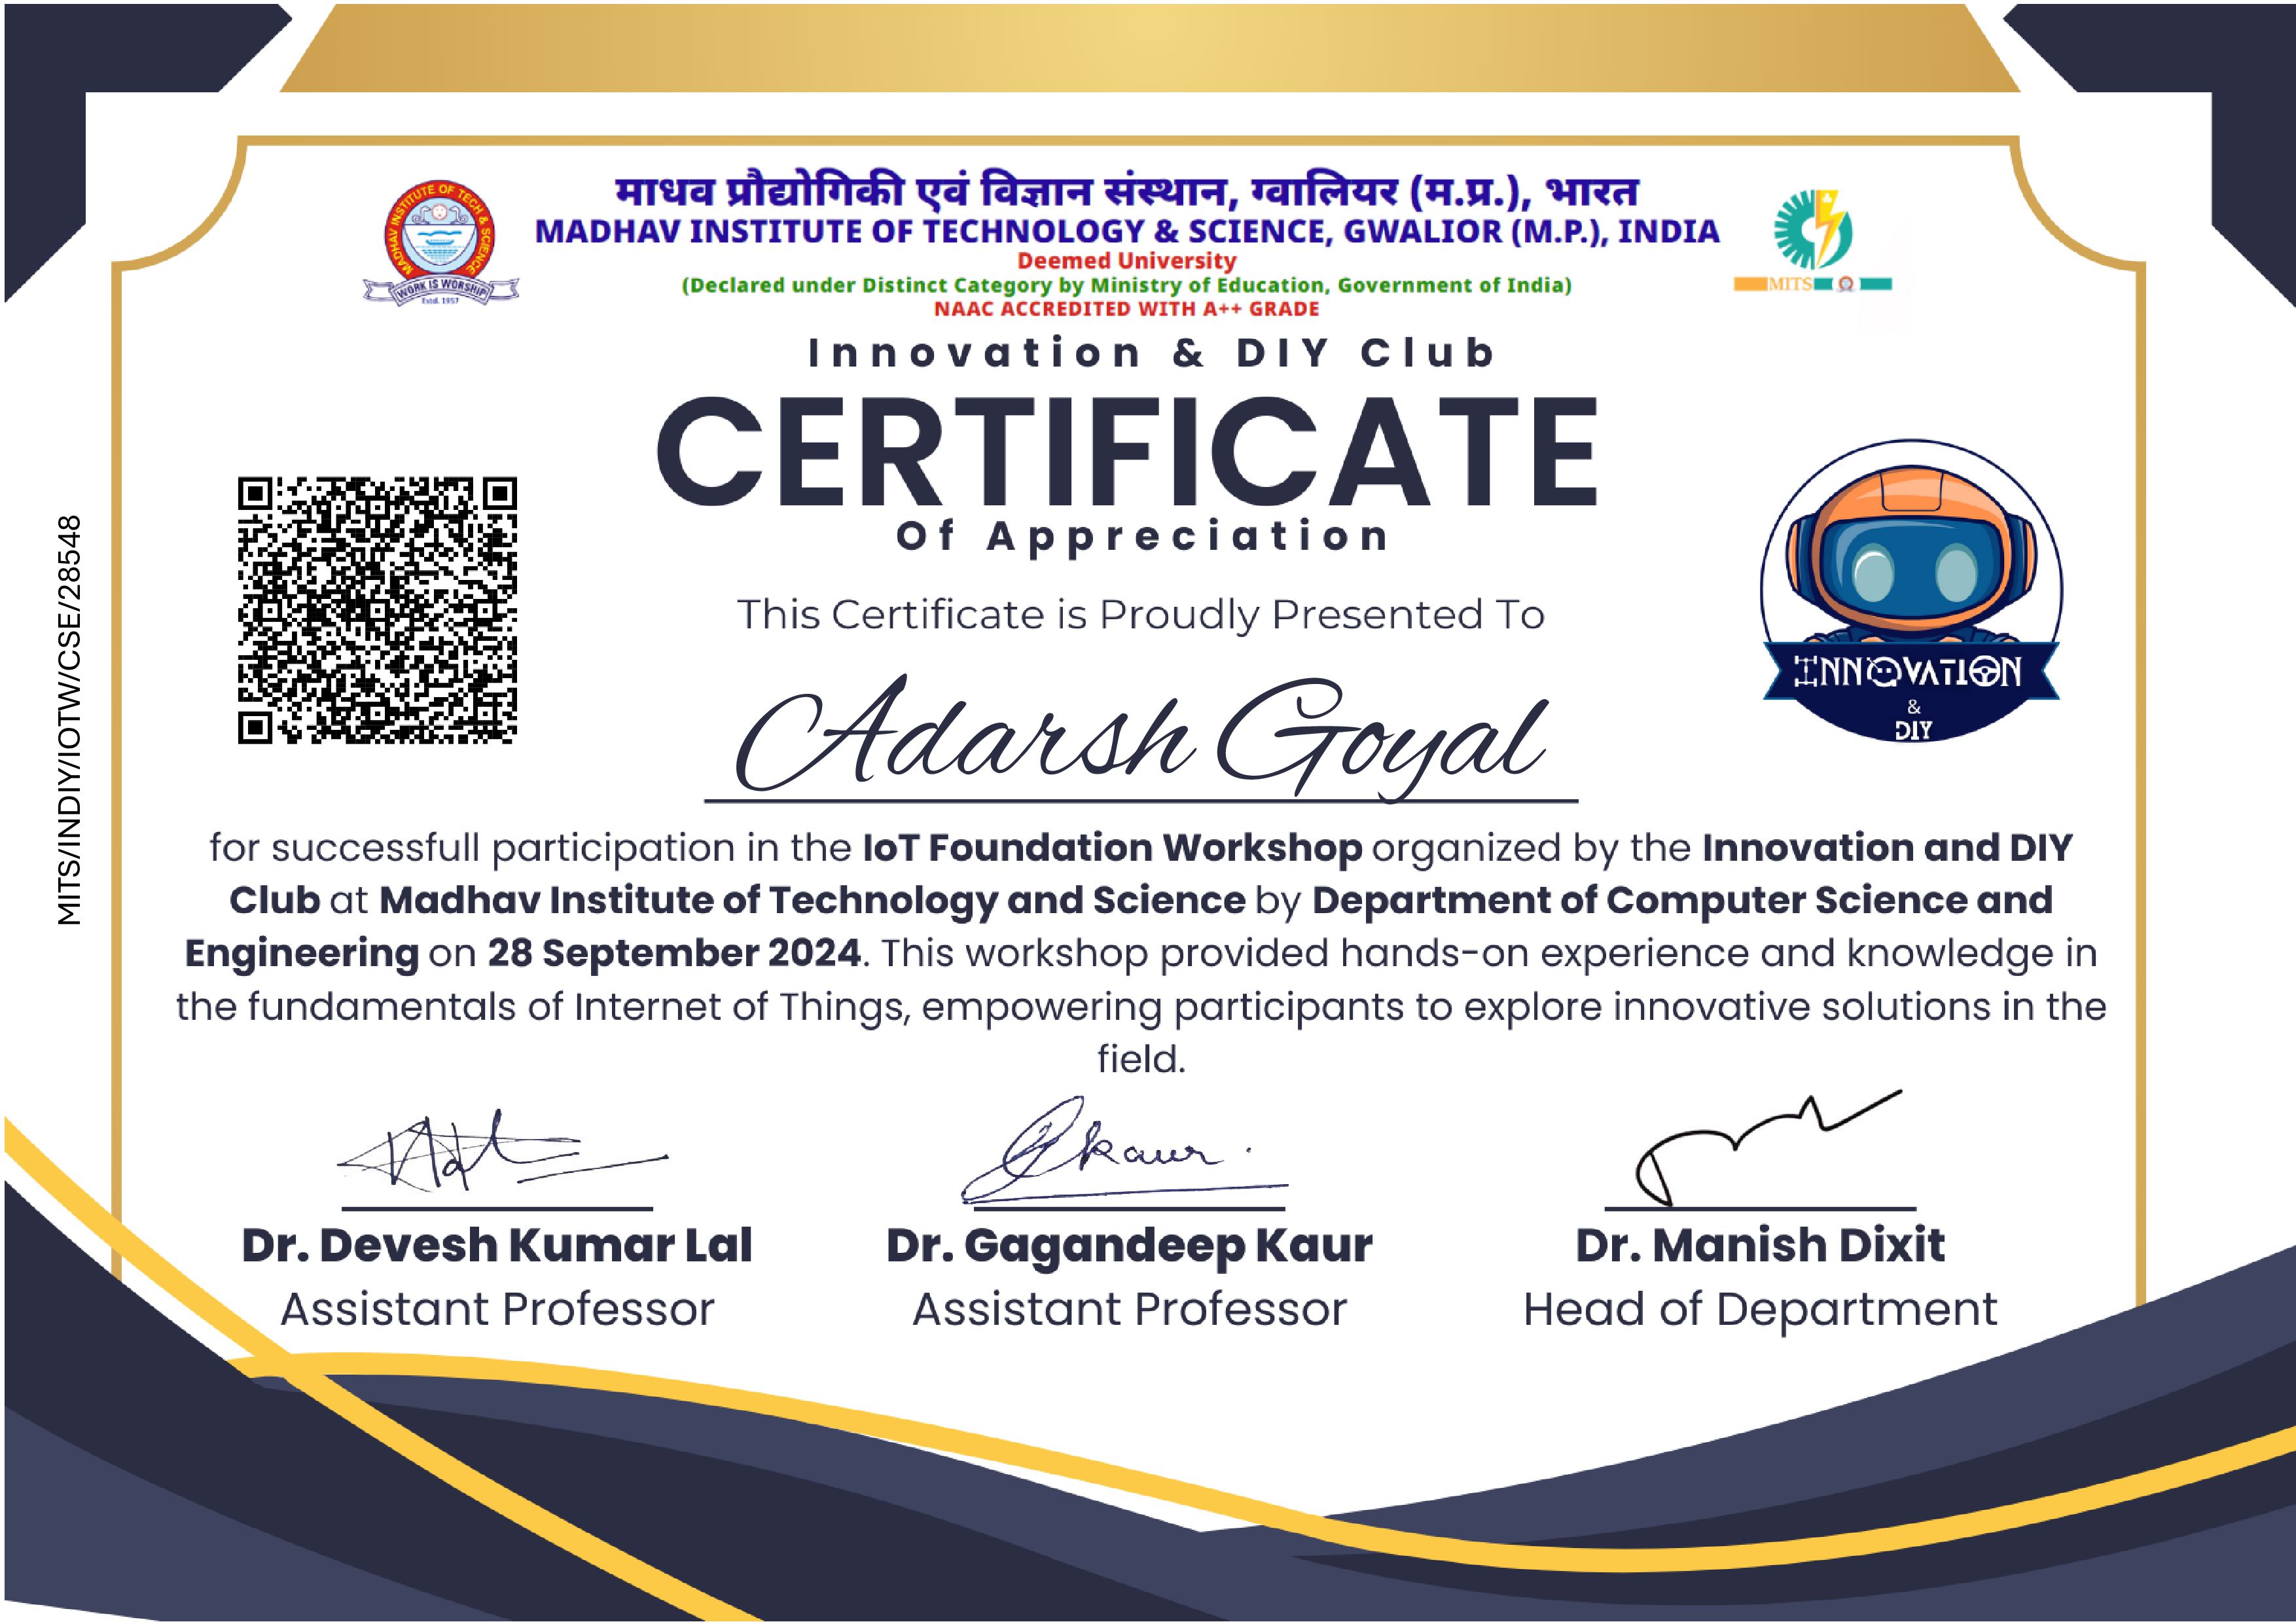 माधव प्रौद्योगिकी एवं विज्ञान संस्थान, ग्वालियर (म.प्र.), भारत
MADHAV INSTITUTE OF TECHNOLOGY & SCIENCE, GWALIOR (M.P.), INDIA
Deemed University
(Declared under Distinct Category by Ministry of Education, Government of India)
NAAC ACCREDITED WITH A++ GRADE
MADHAV INSTITUTE OF TECH & SCIENCE
WORK IS WORSHIP
Estd. 1957
MITS
Innovation & DIY Club
CERTIFICATE
Of Appreciation
This Certificate is Proudly Presented To
Adarsh Goyal
INNOVATION
&
DIY
MITS/INDIY/IOTW/CSE/28548
for successfull participation in the IoT Foundation Workshop organized by the Innovation and DIY
Club at Madhav Institute of Technology and Science by Department of Computer Science and
Engineering on 28 September 2024. This workshop provided hands-on experience and knowledge in
the fundamentals of Internet of Things, empowering participants to explore innovative solutions in the
field.
Gkaur.
Dr. Devesh Kumar Lal
Assistant Professor
Dr. Gagandeep Kaur
Assistant Professor
Dr. Manish Dixit
Head of Department